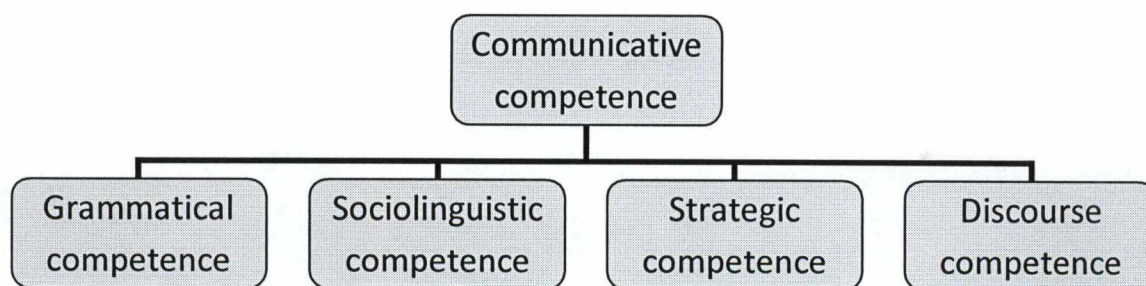 Communicative
competence
Grammatical
competence
Sociolinguistic
competence
Strategic
competence
Discourse
competence